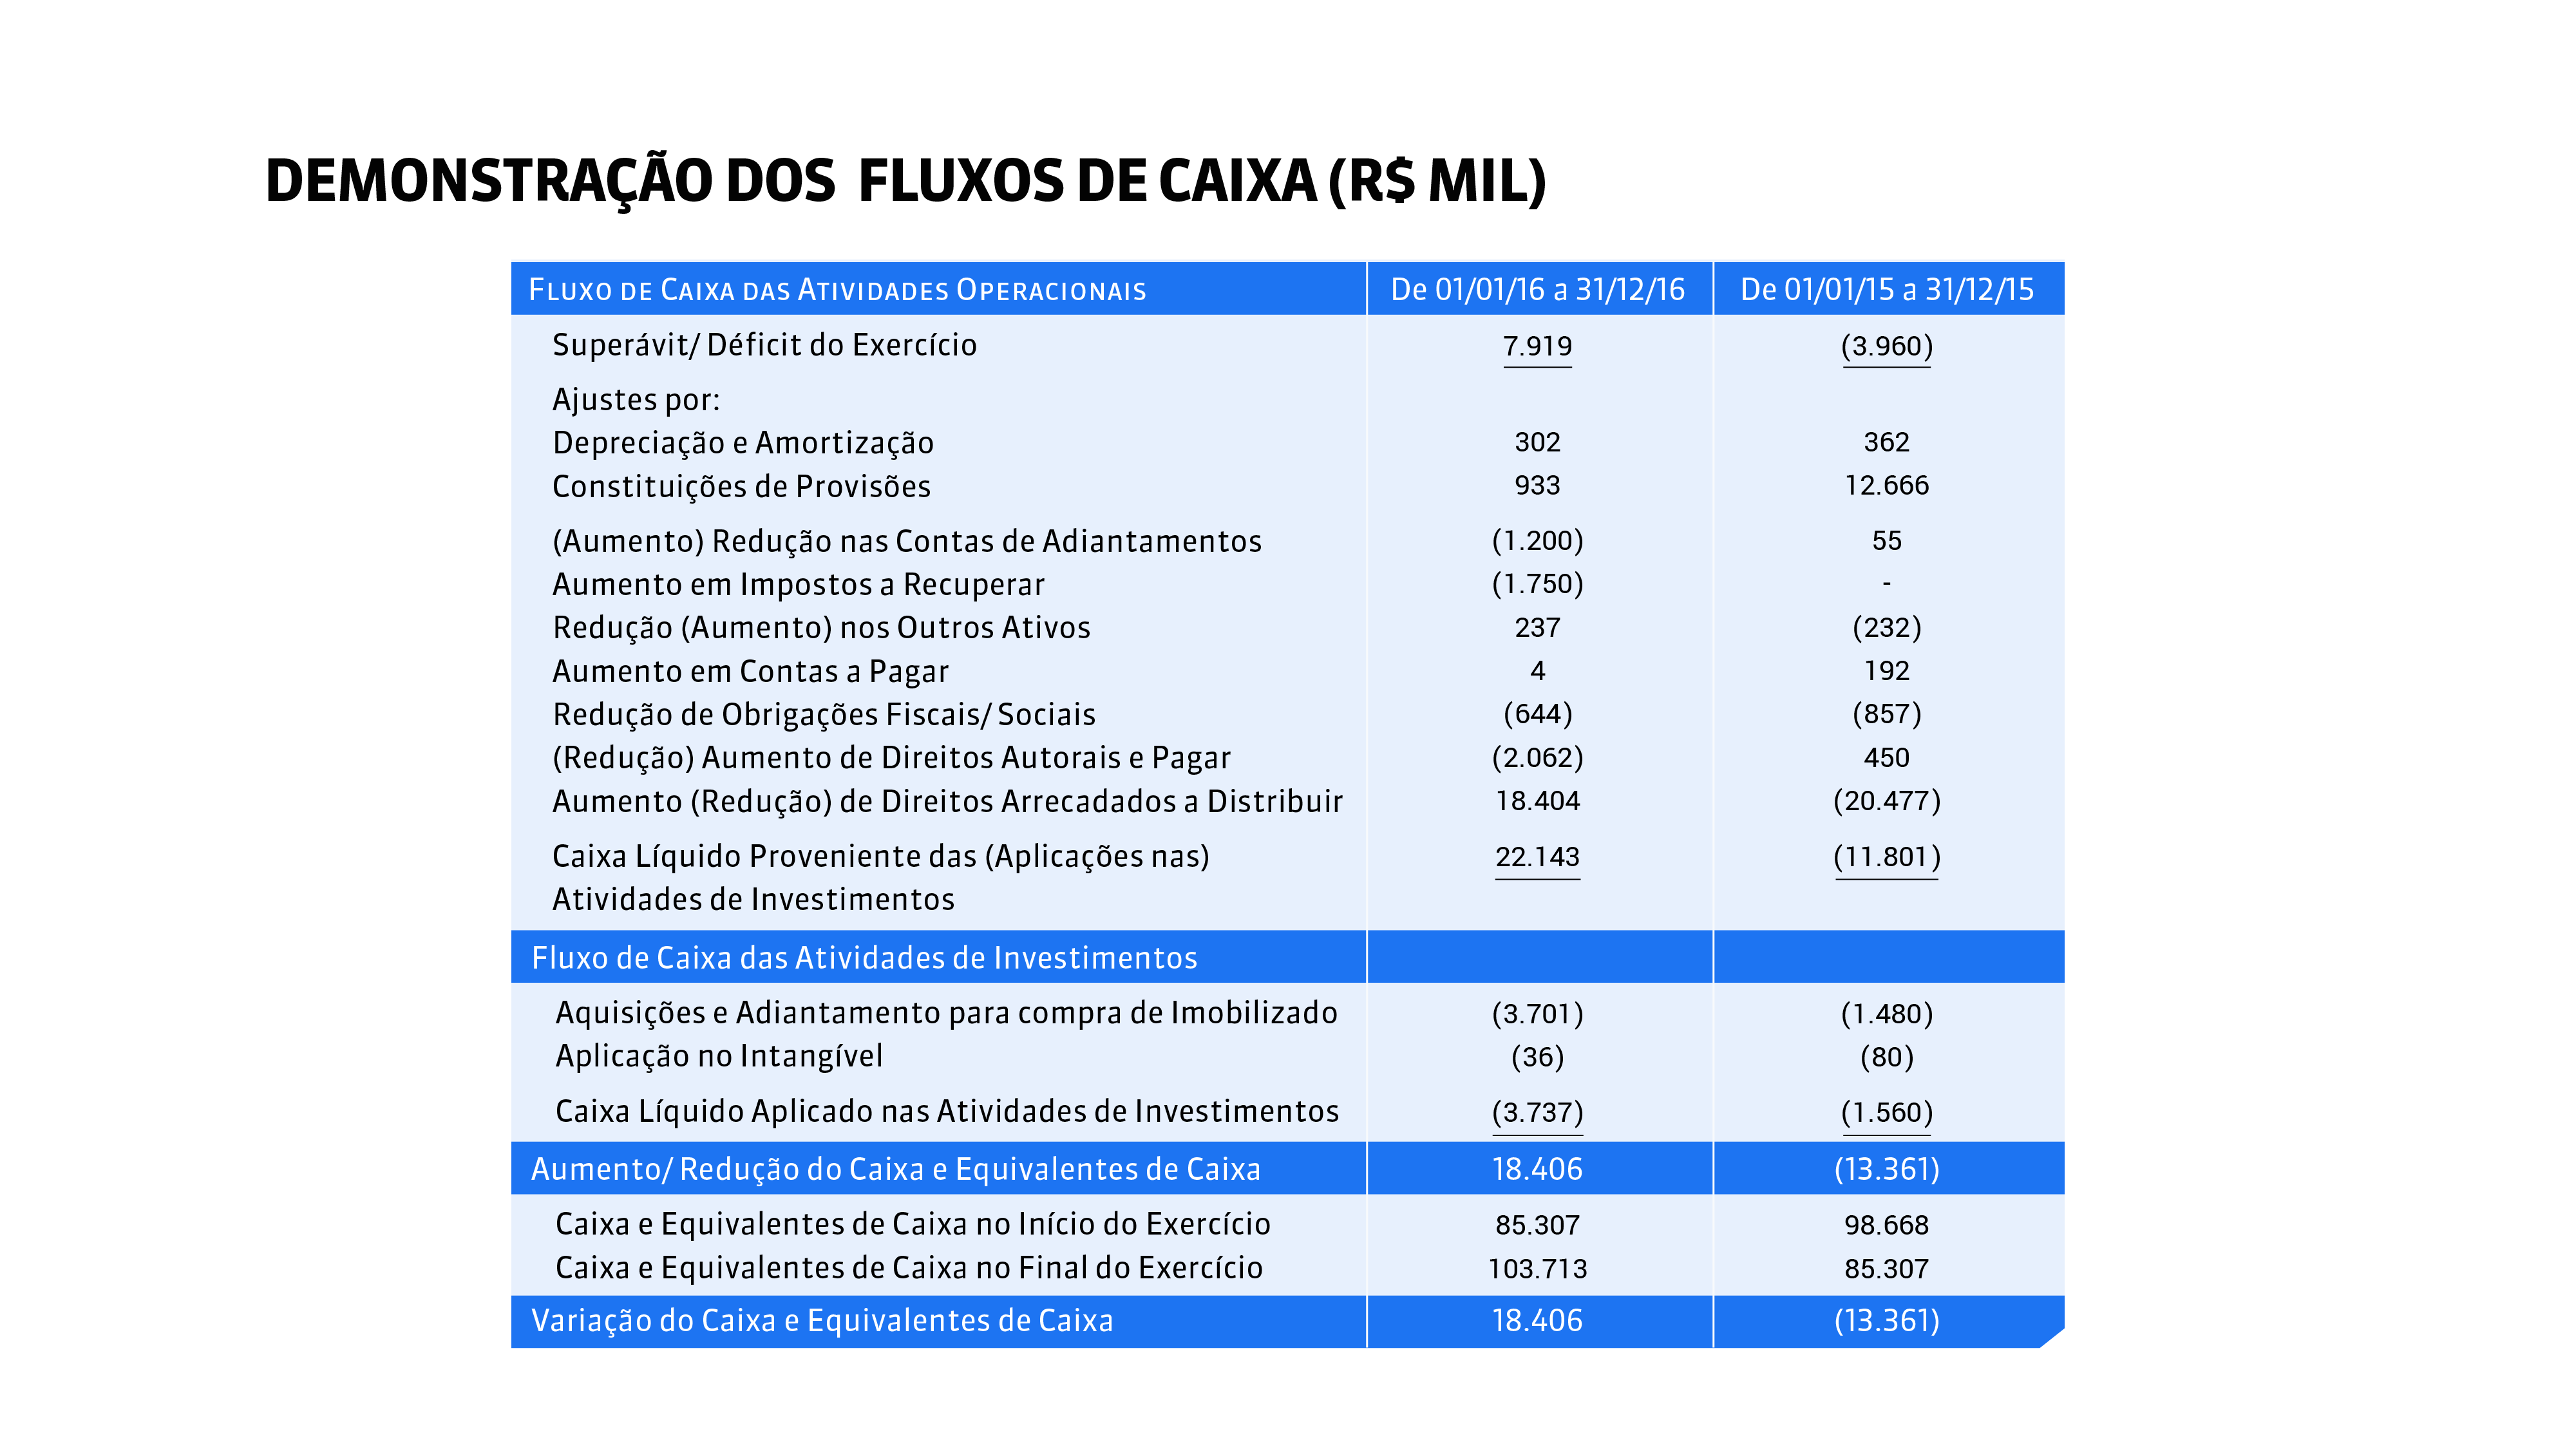 DEMONSTRAÇÃO DOS FLUXOS DE CAIXA (R$ MIL)
FLUXO DE CAIXA DAS ATIVIDADES OPERACIONAIS De 01/01/16 a 31/12/16 De 01/01/15 a 31/12/15
Superávit/ Déficit do Exercício 7.919 (3.960)
Ajustes por:
Depreciação e Amortização 302 362
Constituições de Provisões 933 12.666
(Aumento) Redução nas Contas de Adiantamentos (1.200) 55
Aumento em Impostos a Recuperar (1.750) -
Redução (Aumento) nos Outros Ativos 237 (232)
Aumento em Contas a Pagar 4 192
Redução de Obrigações Fiscais/ Sociais (644) (857)
(Redução) Aumento de Direitos Autorais e Pagar (2.062) 450
Aumento (Redução) de Direitos Arrecadados a Distribuir 18.404 (20.477)
Caixa Líquido Proveniente das (Aplicações nas) 22.143 (11.801)
Atividades de Investimentos
Fluxo de Caixa das Atividades de Investimentos
Aquisições e Adiantamento para compra de Imobilizado (3.701) (1.480)
Aplicação no Intangível (36) (80)
Caixa Líquido Aplicado nas Atividades de Investimentos (3.737) (1.560)
Aumento/ Redução do Caixa e Equivalentes de Caixa 18.406 (13.361)
Caixa e Equivalentes de Caixa no Início do Exercício 85.307 98.668
Caixa e Equivalentes de Caixa no Final do Exercício 103.713 85.307
Variação do Caixa e Equivalentes de Caixa 18.406 (13.361)